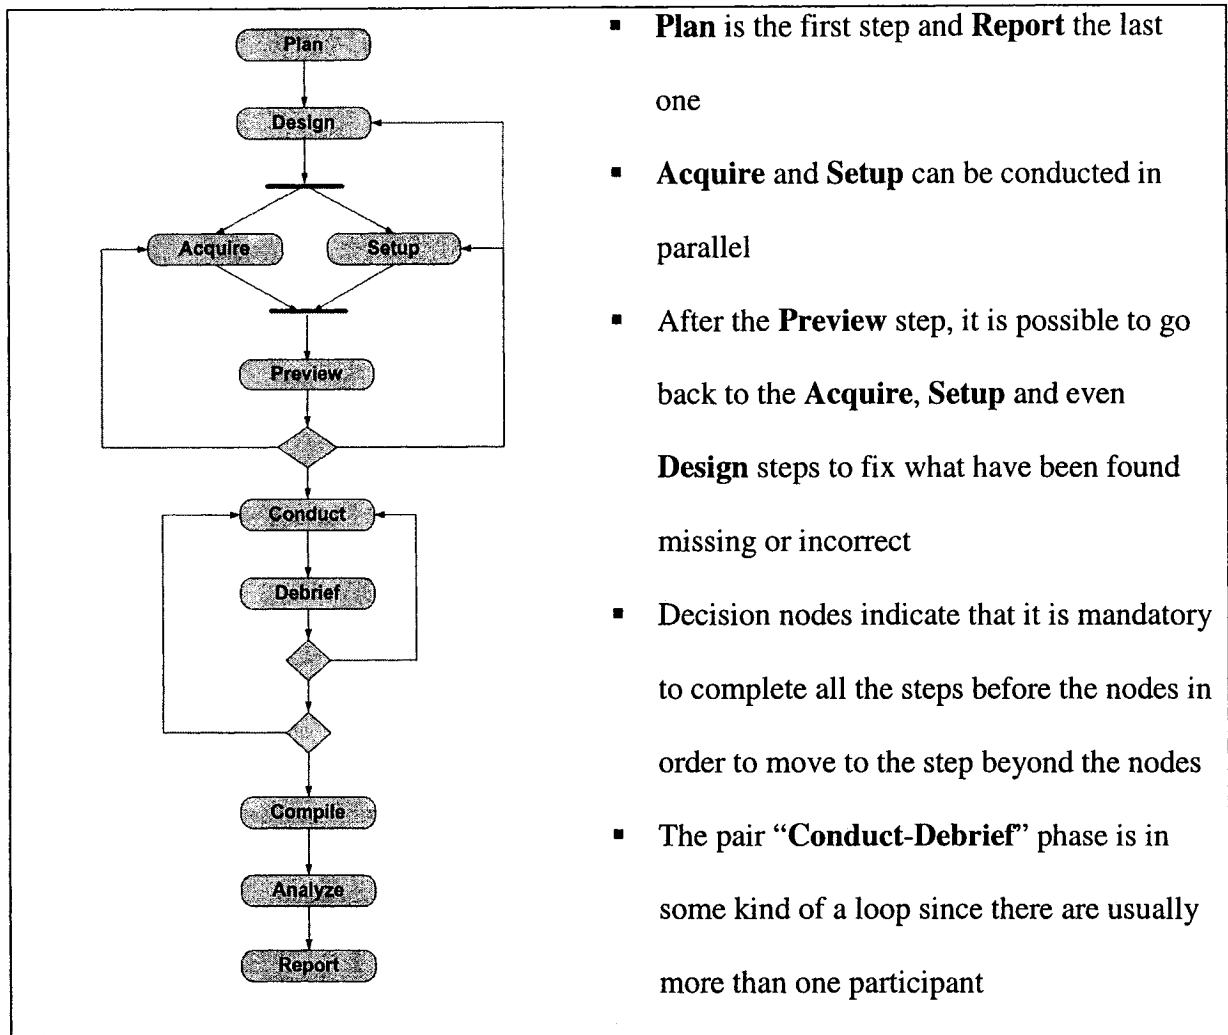 Plan
Design
Acquire
Setup
Preview
Conduct
Debrief
Compile
Analyze
Report
▪ Plan is the first step and Report the last
one
▪ Acquire and Setup can be conducted in
parallel
▪ After the Preview step, it is possible to go
back to the Acquire, Setup and even
Design steps to fix what have been found
missing or incorrect
▪ Decision nodes indicate that it is mandatory
to complete all the steps before the nodes in
order to move to the step beyond the nodes
▪ The pair “Conduct-Debrief” phase is in
some kind of a loop since there are usually
more than one participant